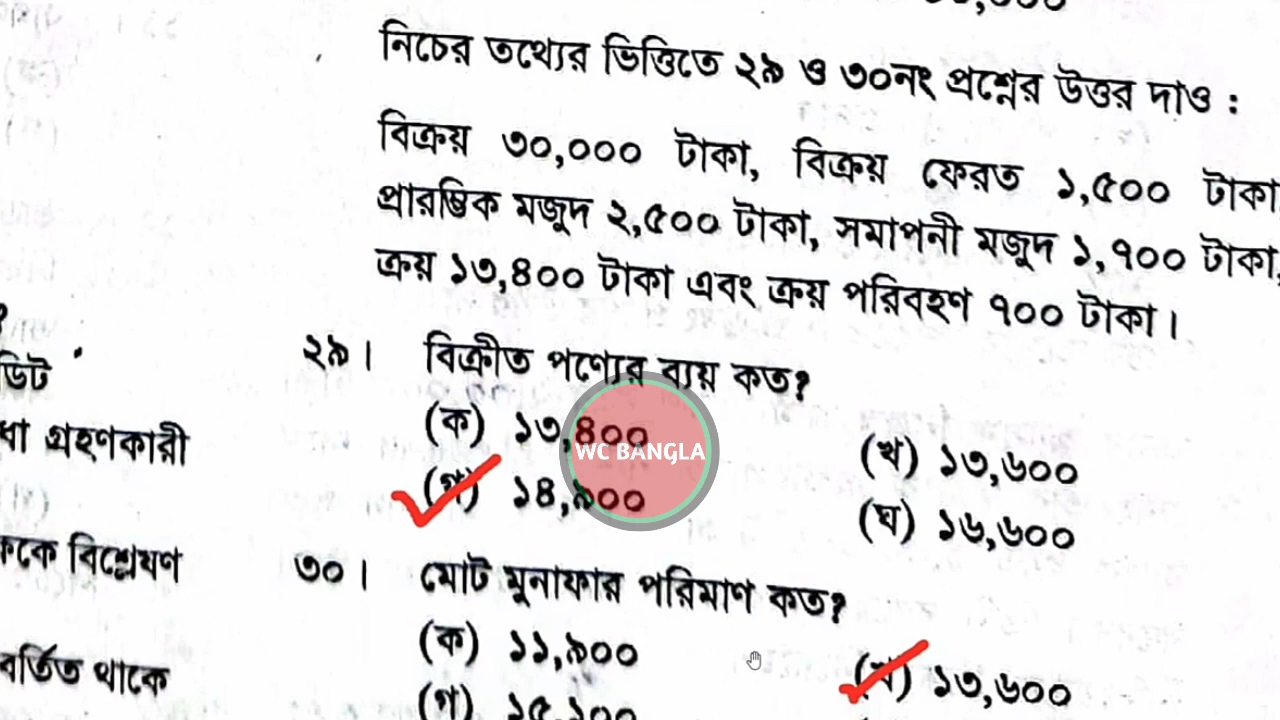 নিচের তথ্যের ভিত্তিতে ২৯ ও ৩০নং প্রশ্নের উত্তর দাও :
বিক্রয় ৩০,০০০ টাকা, বিক্রয় ফেরত ১,৫০০ টাকা,
প্রারম্ভিক মজুদ ২,৫০০ টাকা, সমাপনী মজুদ ১,৭০০ টাকা,
ক্রয় ১৩,৪০০ টাকা এবং ক্রয় পরিবহণ ৭০০ টাকা।
ডিট
২৯। বিক্রীত পণ্যের ব্যয় কত?
(ক) ১৩,৪০০ (খ) ১৩,৬০০
ধা গ্রহণকারী
WC BANGLA
(গ) ১৪,৯০০ (ঘ) ১৬,৬০০
ককে বিশ্লেষণ
৩০। মোট মুনাফার পরিমাণ কত?
(ক) ১১,৯০০ (খ) ১৩,৬০০
বর্তিত থাকে
(গ) ১৫,১০০